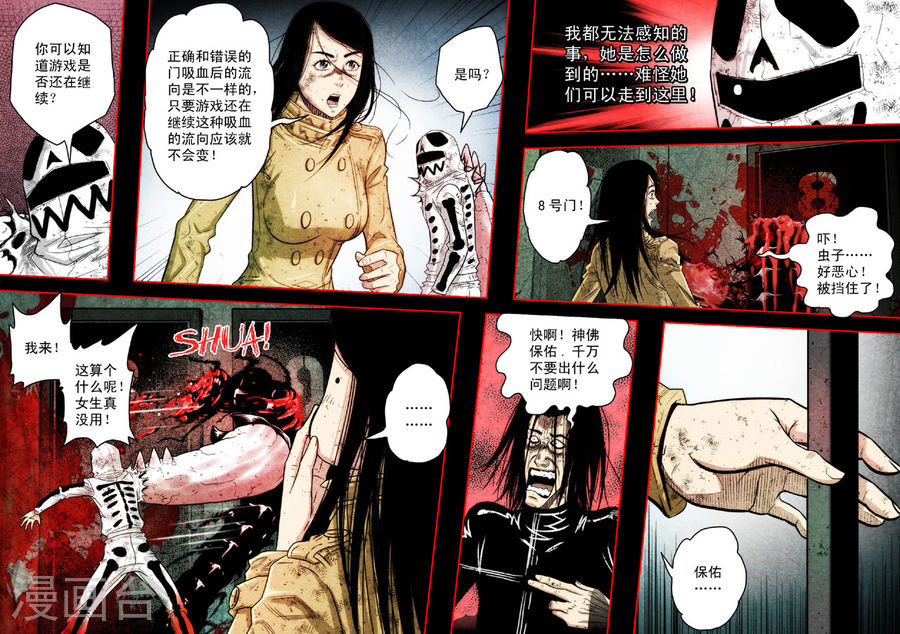 你可以知
道游戏是
否还在继
续？
正确和错误的
门吸血后的流
向是不一样的，
只要游戏还在
继续这种吸血
的流向应该就
不会变！
是吗？
我都无法感知的
事，她是怎么做
到的……难怪她
们可以走到这里！
8号门！
8
吓！
虫子……
好恶心！
被挡住了！
我来！
这算个
什么呢！
女生真
没用！
SHUA!
……
……
快啊！神佛
保佑．千万
不要出什么
问题啊！
保佑
……
漫画台